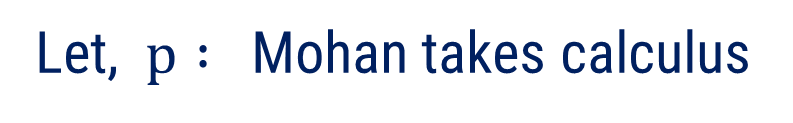 Let, p : Mohan takes calculus